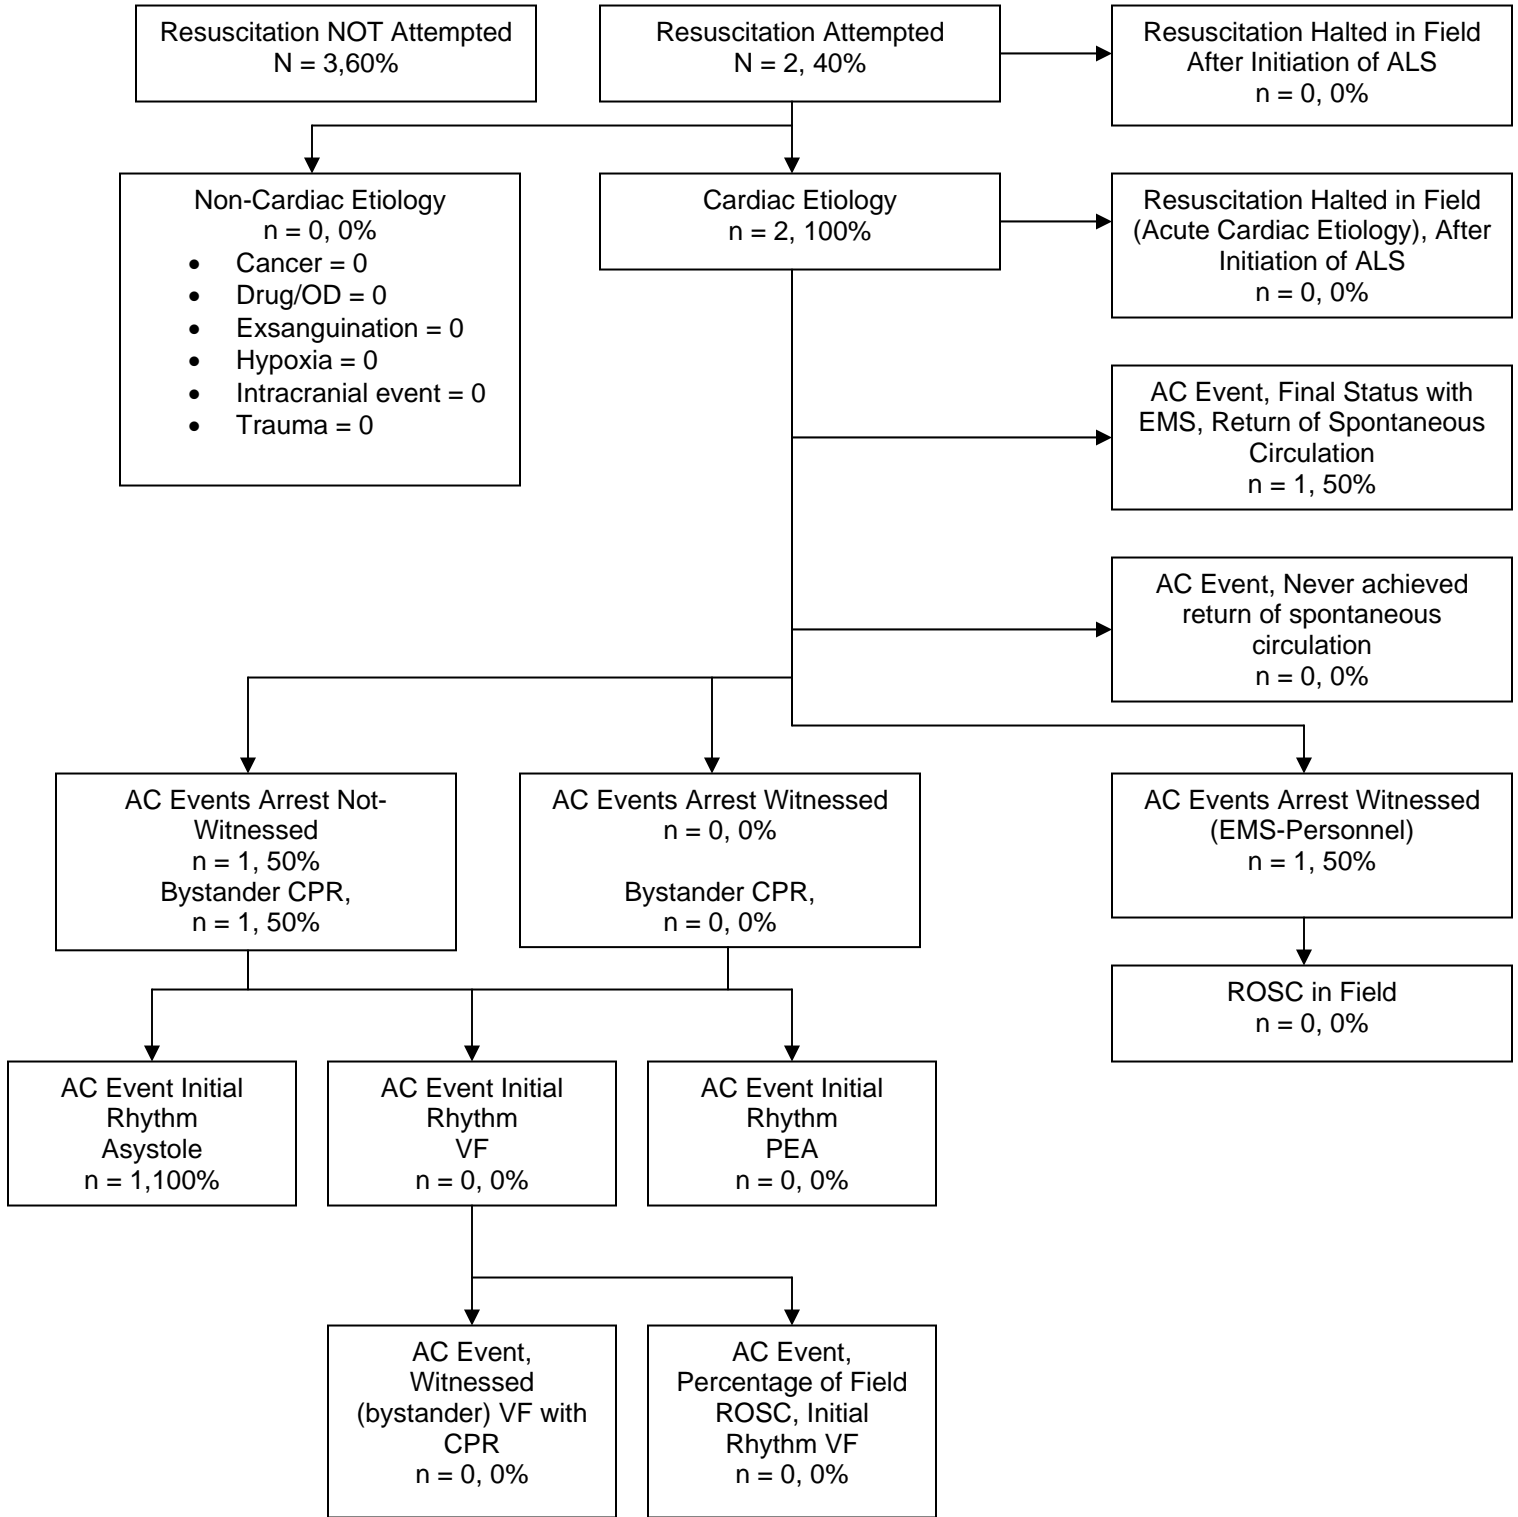 Resuscitation NOT Attempted
N = 3,60%
Resuscitation Attempted
N = 2, 40%
Resuscitation Halted in Field
After Initiation of ALS
n = 0, 0%
Non-Cardiac Etiology
n = 0, 0%
• Cancer = 0
• Drug/OD = 0
• Exsanguination = 0
• Hypoxia = 0
• Intracranial event = 0
• Trauma = 0
Cardiac Etiology
n = 2, 100%
Resuscitation Halted in Field
(Acute Cardiac Etiology), After
Initiation of ALS
n = 0, 0%
AC Event, Final Status with
EMS, Return of Spontaneous
Circulation
n = 1, 50%
AC Event, Never achieved
return of spontaneous
circulation
n = 0, 0%
AC Events Arrest Not-
Witnessed
n = 1, 50%
Bystander CPR,
n = 1, 50%
AC Events Arrest Witnessed
n = 0, 0%
Bystander CPR,
n = 0, 0%
AC Events Arrest Witnessed
(EMS-Personnel)
n = 1, 50%
ROSC in Field
n = 0, 0%
AC Event Initial
Rhythm
Asystole
n = 1,100%
AC Event Initial
Rhythm
VF
n = 0, 0%
AC Event Initial
Rhythm
PEA
n = 0, 0%
AC Event,
Witnessed
(bystander) VF with
CPR
n = 0, 0%
AC Event,
Percentage of Field
ROSC, Initial
Rhythm VF
n = 0, 0%